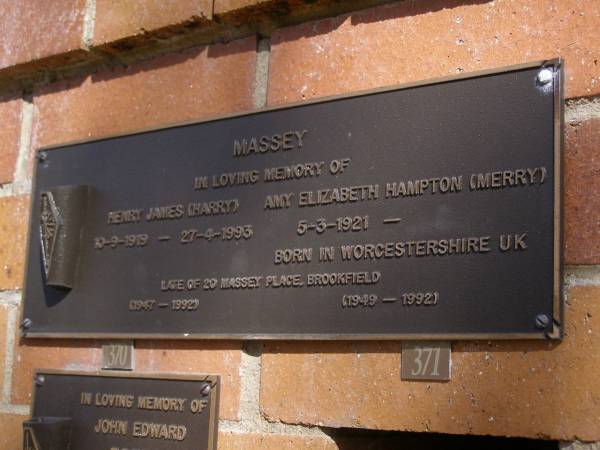 MASSEY
IN LOVING MEMORY OF
HENRY JAMES (HARRY) AMY ELIZABETH HAMPTON (MERRY)
10-9-1919 — 27-4-1993 5-3-1921 —
BORN IN WORCESTERSHIRE UK
LATE OF 20 MASSEY PLACE, BROOKFIELD
(1947 — 1992) (1949 — 1992)
370 371
IN LOVING MEMORY OF
JOHN EDWARD